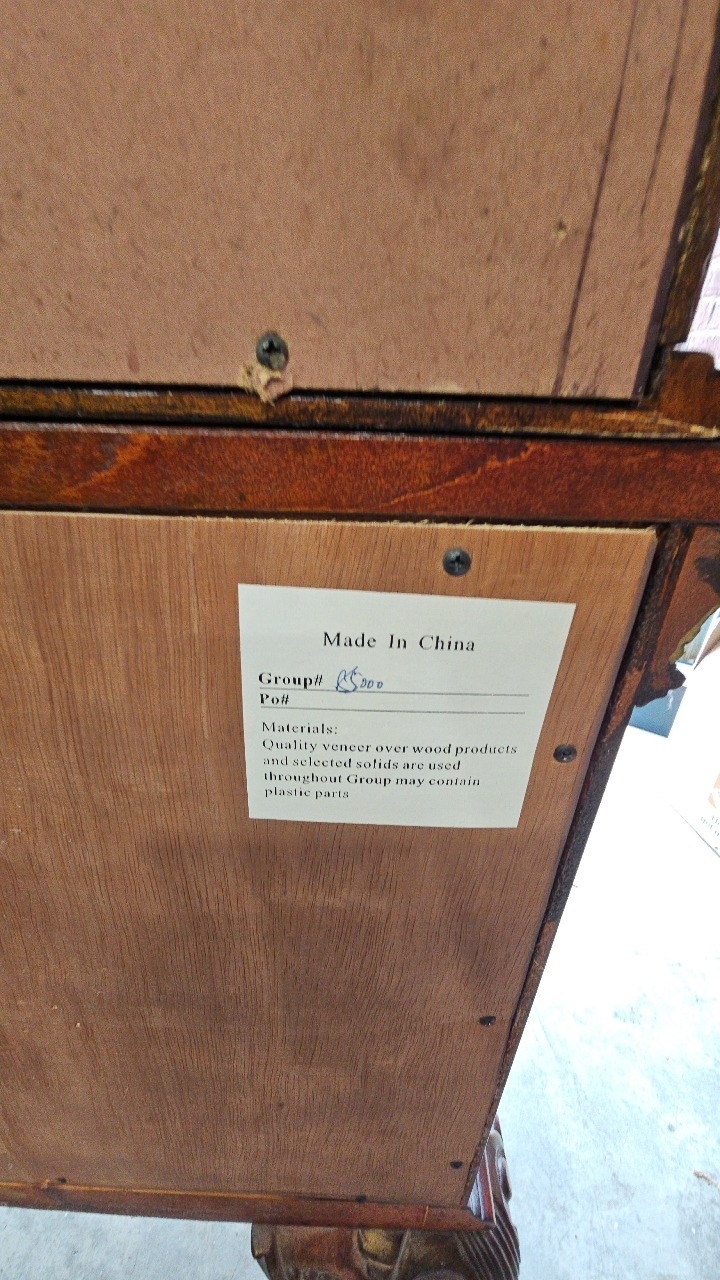 Made In China
Group# B5000
Po#
Materials:
Quality veneer over wood products
and selected solids are used
throughout Group may contain
plastic parts